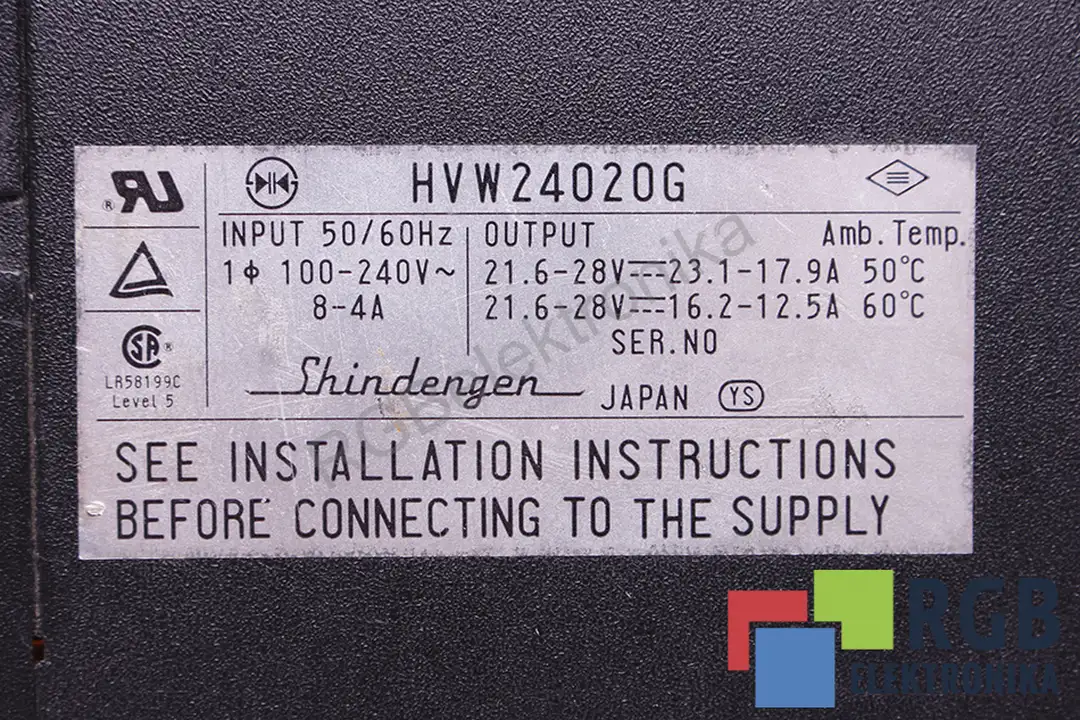 HVW24020G
INPUT 50/60Hz
1Φ 100-240V~
8-4A
OUTPUT Amb.Temp.
21.6-28V⎓23.1-17.9A 50°C
21.6-28V⎓16.2-12.5A 60°C
SER.NO
Shindengen JAPAN YS
®
SA ®
LR58199C
Level 5
SEE INSTALLATION INSTRUCTIONS
BEFORE CONNECTING TO THE SUPPLY
RGBelektronika
RGB
ELEKTRONIKA